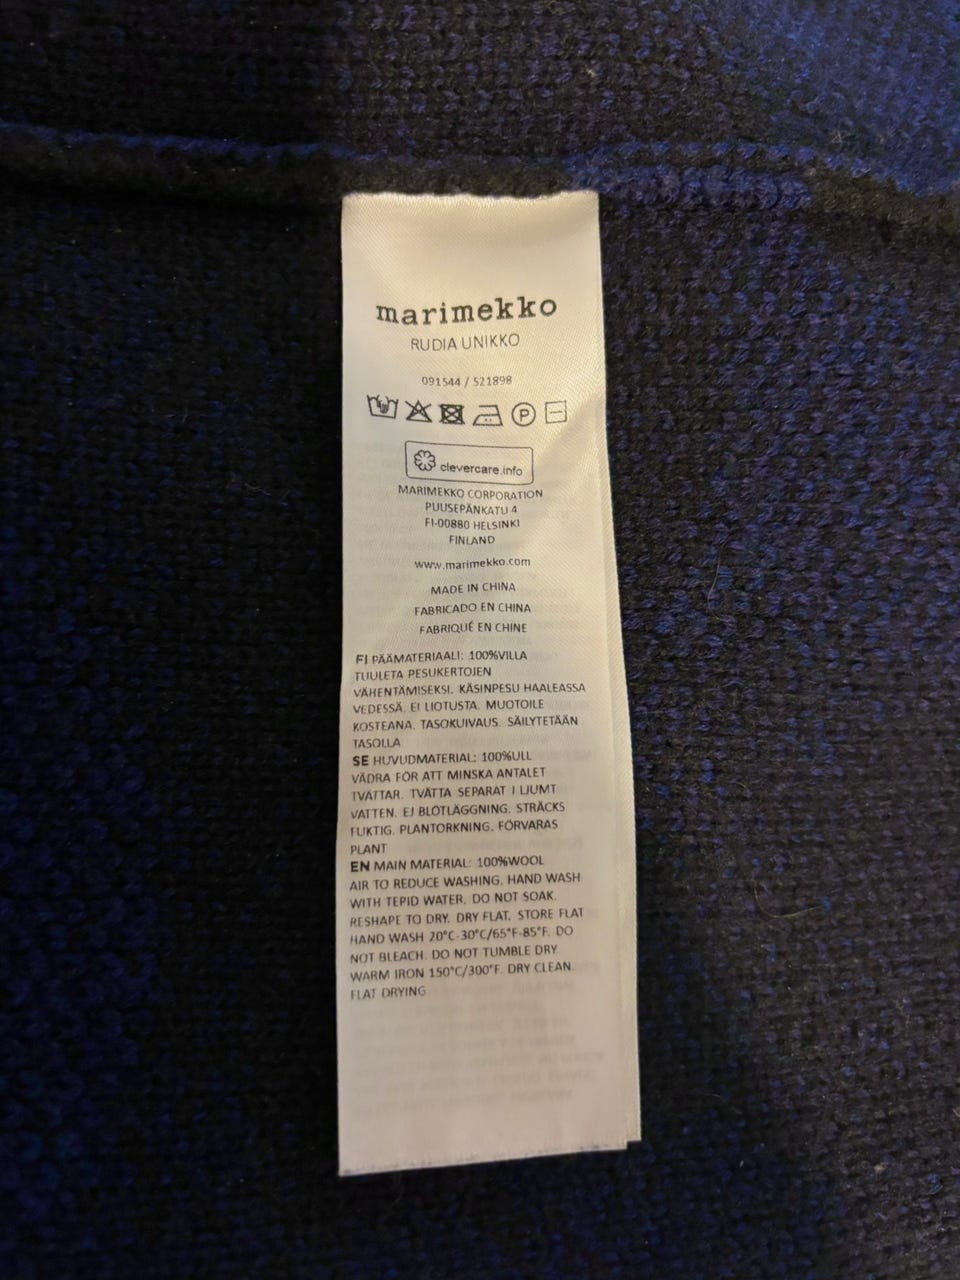 marimekko
RUDIA UNIKKO
091544 / 521898
P
clevercare.info
MARIMEKKO CORPORATION
PUUSEPÄNKATU 4
FI-00880 HELSINKI
FINLAND
www.marimekko.com
MADE IN CHINA
FABRICADO EN CHINA
FABRIQUÉ EN CHINE
FI PÄÄMATERIAALI: 100%VILLA
TUULETA PESUKERTOJEN
VÄHENTÄMISEKSI. KÄSINPESU HAALEASSA
VEDESSÄ. EI LIOTUSTA. MUOTOILE
KOSTEANA. TASOKUIVAUS. SÄILYTETÄÄN
TASOLLA
SE HUVUDMATERIAL: 100%ULL
VÄDRA FÖR ATT MINSKA ANTALET
TVÄTTAR. TVÄTTA SEPARAT I LJUMT
VATTEN. EJ BLÖTLÄGGNING. STRÄCKS
FUKTIG. PLANTORKNING. FÖRVARAS
PLANT
EN MAIN MATERIAL: 100%WOOL
AIR TO REDUCE WASHING. HAND WASH
WITH TEPID WATER. DO NOT SOAK.
RESHAPE TO DRY. DRY FLAT. STORE FLAT
HAND WASH 20°C-30°C/65°F-85°F. DO
NOT BLEACH. DO NOT TUMBLE DRY.
WARM IRON 150°C/300°F. DRY CLEAN.
FLAT DRYING